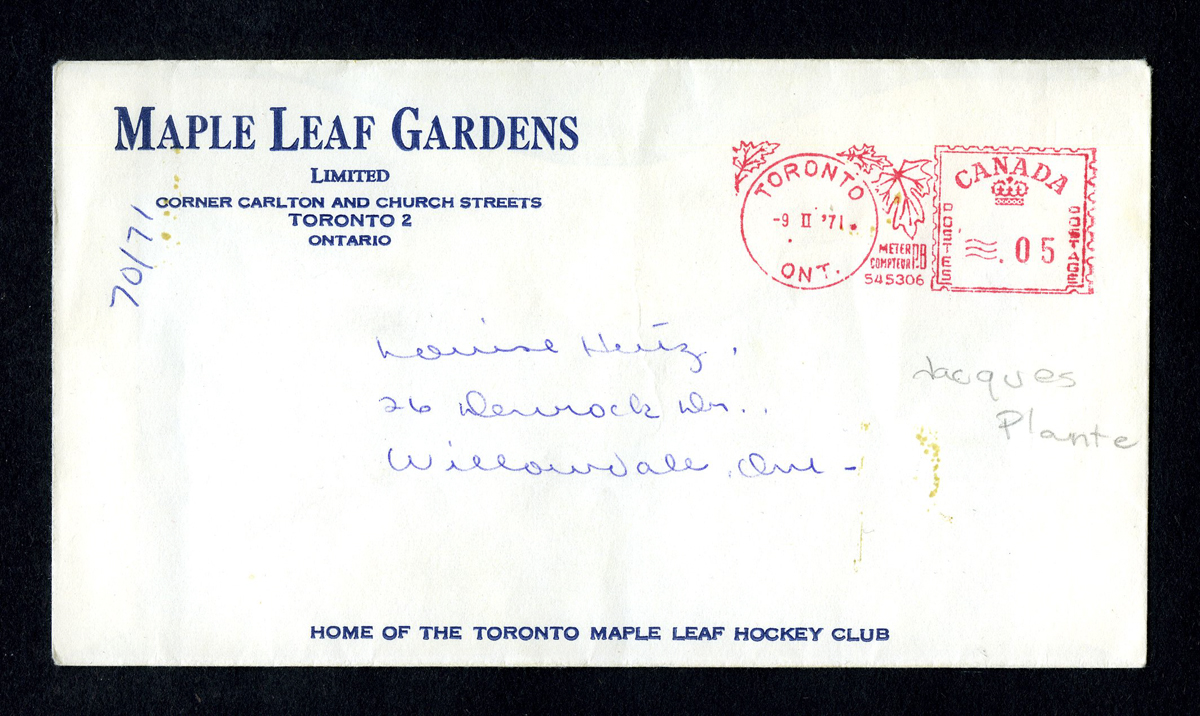 MAPLE LEAF GARDENS
LIMITED
CORNER CARLTON AND CHURCH STREETS
TORONTO 2
ONTARIO
70/71
TORONTO
-9 II '71
ONT.
METER P.B
COMPTEUR
545306
CANADA
POSTES
.05
POSTAGE
Louise Heitz.
26 Denrock Dr..
Willowdale, Ont-
Jacques
Plante
HOME OF THE TORONTO MAPLE LEAF HOCKEY CLUB